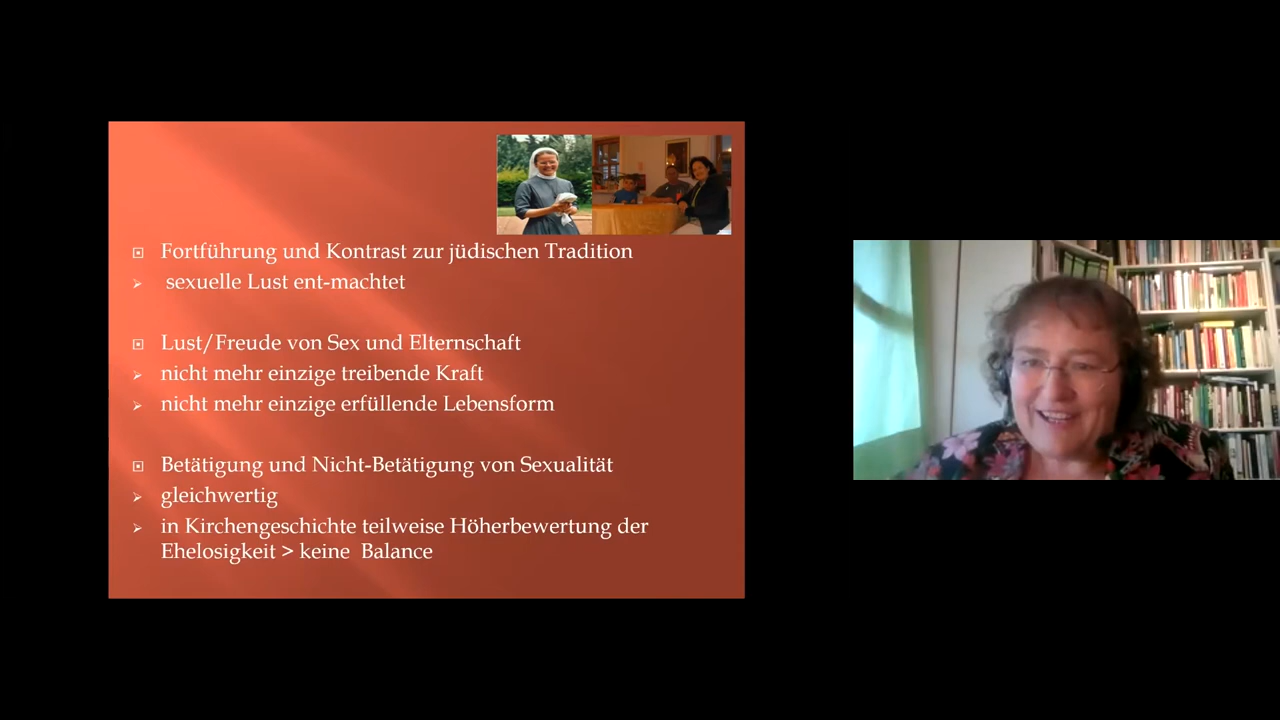 Fortführung und Kontrast zur jüdischen Tradition
sexuelle Lust ent-machtet
Lust/Freude von Sex und Elternschaft
nicht mehr einzige treibende Kraft
nicht mehr einzige erfüllende Lebensform
Betätigung und Nicht-Betätigung von Sexualität
gleichwertig
in Kirchengeschichte teilweise Höherbewertung der
Ehelosigkeit > keine Balance